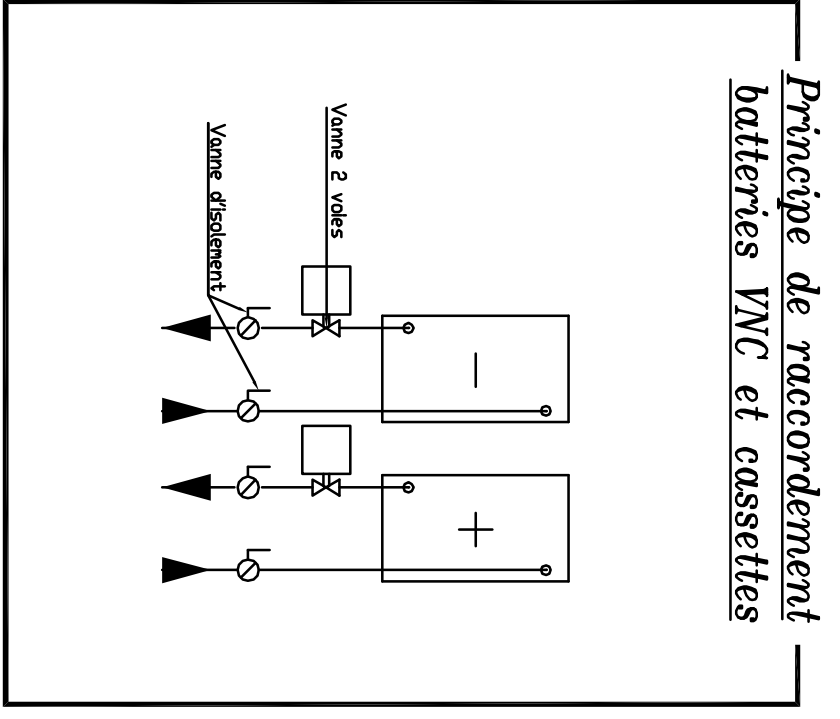 Principe de raccordement
batteries VNC et cassettes
Vanne 2 voies
Vanne d'isolement